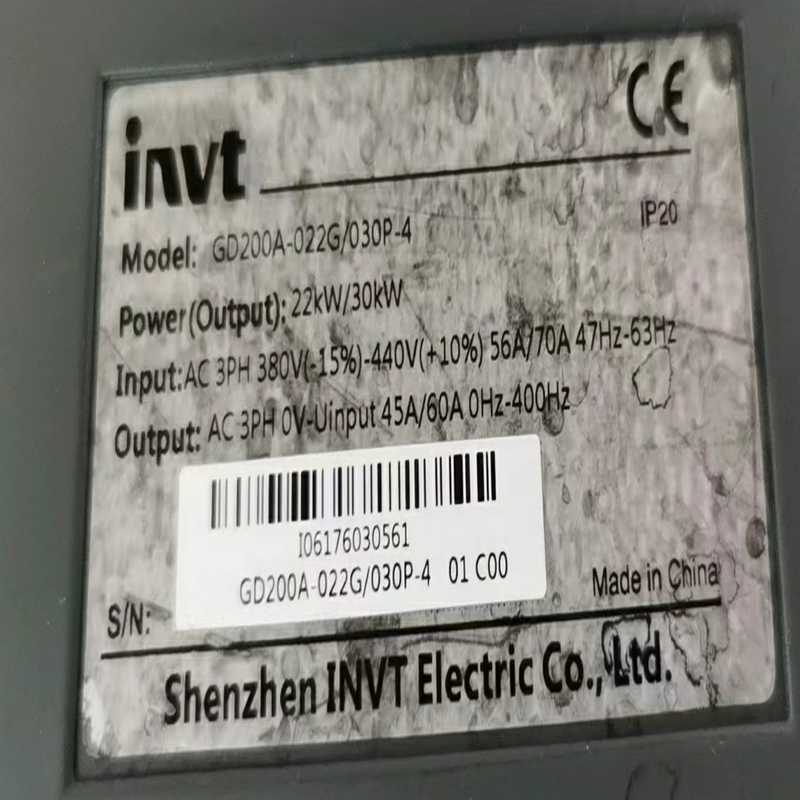 invt
CE
IP20
Model: GD200A-022G/030P-4
Power(Output): 22kW/30kW
Input: AC 3PH 380V(-15%)-440V(+10%) 56A/70A 47Hz-63Hz
Output: AC 3PH 0V-Uinput 45A/60A 0Hz-400Hz
I06176030561
GD200A-022G/030P-4 01 C00
S/N:
Made in China
Shenzhen INVT Electric Co., Ltd.